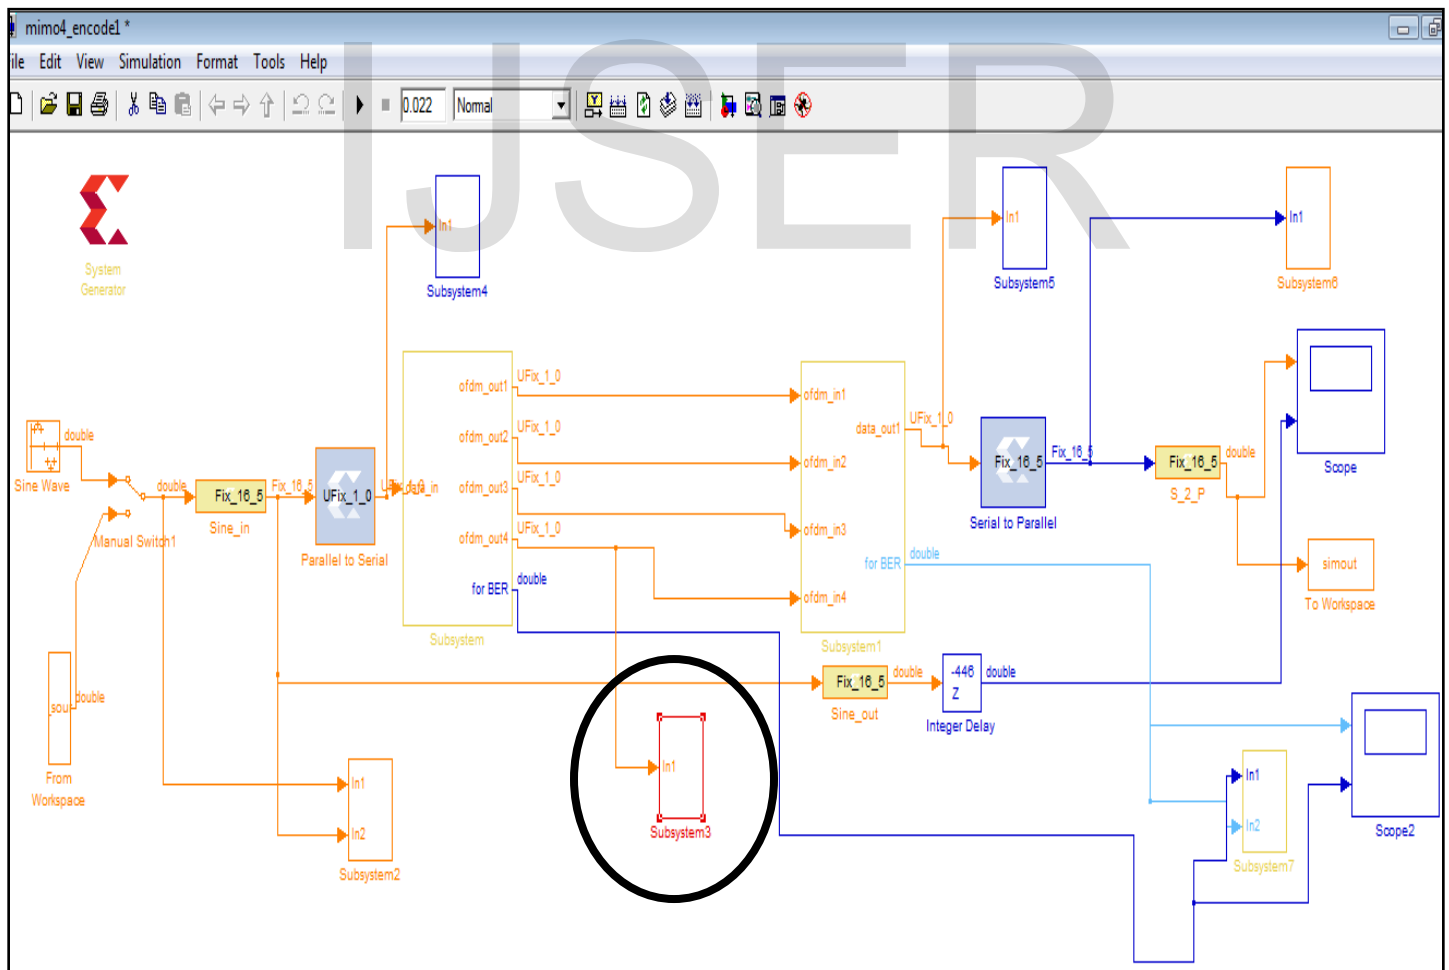 mimo4_encode1 *
ile Edit View Simulation Format Tools Help
0.022 Normal
IJSER
System
Generator
In1
Subsystem4
In1
Subsystem5
In1
Subsystem6
Sine Wave
double
Manual Switch1
double
Fix_16_5
Sine_in
Fix_16_5
UFix_1_0
Parallel to Serial
data_in
ofdm_out1
ofdm_out2
ofdm_out3
ofdm_out4
for BER
Subsystem
UFix_1_0
UFix_1_0
UFix_1_0
UFix_1_0
double
ofdm_in1
ofdm_in2
ofdm_in3
ofdm_in4
data_out1
for BER
Subsystem1
UFix_1_0
double
Fix_16_5
Serial to Parallel
Fix_16_5
Fix_16_5
S_2_P
double
Scope
simout
To Workspace
Fix_16_5
Sine_out
double
-446
Z
Integer Delay
double
_sou
double
From
Workspace
In1
In2
Subsystem2
In1
Subsystem3
In1
In2
Subsystem7
Scope2